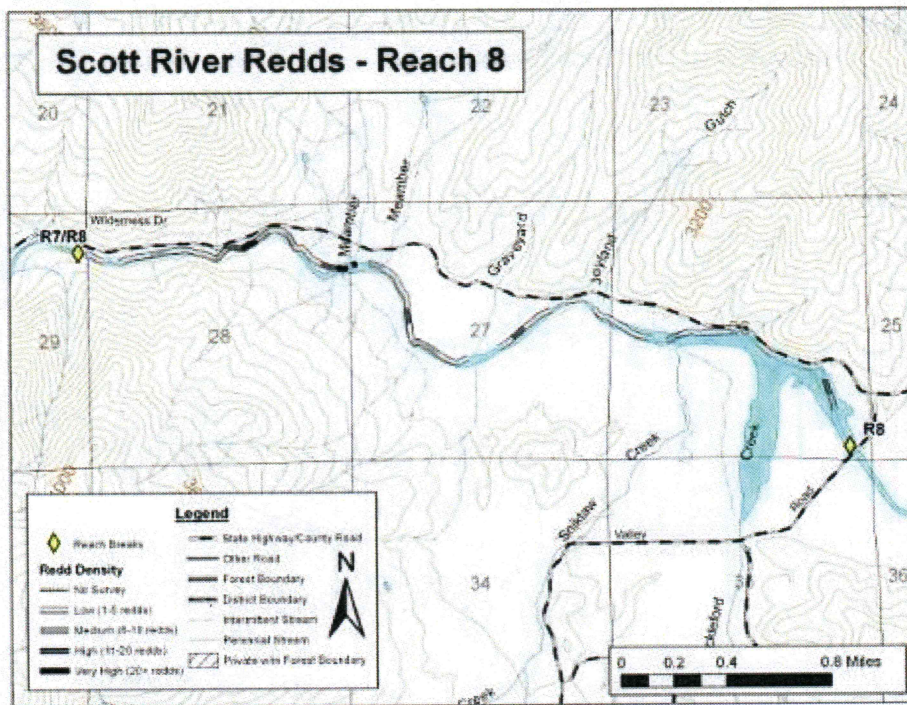 Scott River Redds - Reach 8
20
21
22
23
24
Gutch
Mewmber
3200
Wilderness Dr
R7/R8
Graveyard
29
28
27
25
R8
Creek
Creek
Road
Valley
34
36
Creek
Legend
Reach Breaks
Redd Density
No Survey
Low (1-5 redds)
Medium (6-10 redds)
High (11-20 redds)
Very High (20+ redds)
State Highway/County Road
Other Road
Forest Boundary
District Boundary
Intermittent Stream
Perennial Stream
Private w/in Forest Boundary
N
0 0.2 0.4 0.8 Miles